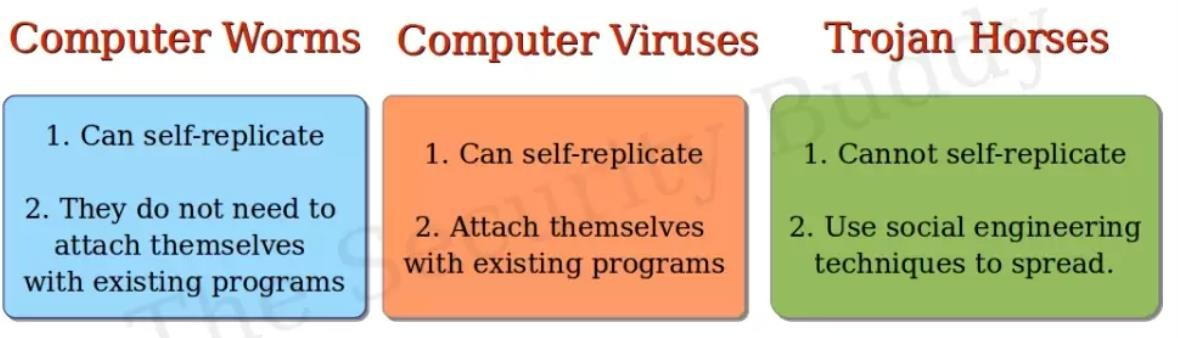 Computer Worms
Computer Viruses
Trojan Horses
1. Can self-replicate
2. They do not need to
attach themselves
with existing programs
1. Can self-replicate
2. Attach themselves
with existing programs
1. Cannot self-replicate
2. Use social engineering
techniques to spread.
The Security Buddy